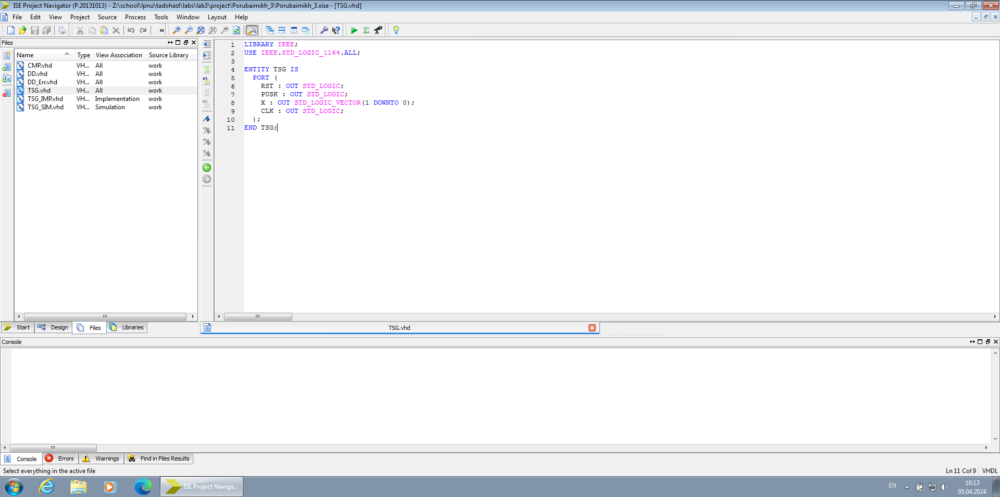 ISE Project Navigator (P.20131013) - Z:\school\lpnu\tadohast\labs\lab3\project\Porubaimikh_3\Porubaimikh_3.xise - [TSG.vhd]
File Edit View Project Source Process Tools Window Layout Help
»
Files
Name Type View Association Source Library
CMP.vhd VH... All work
DD.vhd VH... All work
DD_Err.vhd VH... All work
TSG.vhd VH... All work
TSG_IMP.vhd VH... Implementation work
TSG_SIM.vhd VH... Simulation work
1 LIBRARY IEEE;
2 USE IEEE.STD_LOGIC_1164.ALL;
3
4 ENTITY TSG IS
5 PORT (
6 RST : OUT STD_LOGIC;
7 PUSK : OUT STD_LOGIC;
8 X : OUT STD_LOGIC_VECTOR(1 DOWNTO 0);
9 CLK : OUT STD_LOGIC;
10 );
11 END TSG;
Start Design Files Libraries
TSG.vhd
Console
Console Errors Warnings Find in Files Results
Select everything in the active file
Ln 11 Col 9 VHDL
ISE Project Naviga...
EN
10:13
05.04.2024